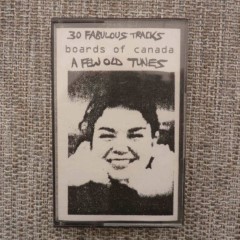 30 FABULOUS TRACKS
boards of canada
A FEW OLD TUNES